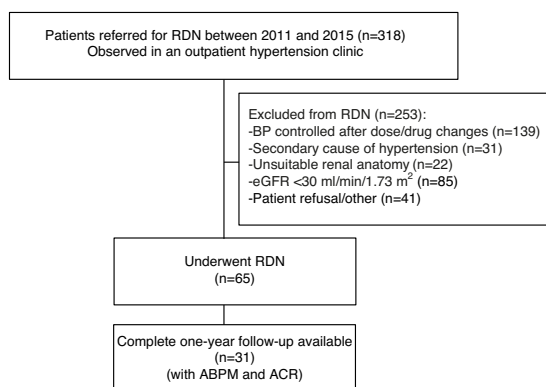 Patients referred for RDN between 2011 and 2015 (n=318)
Observed in an outpatient hypertension clinic
Excluded from RDN (n=253):
-BP controlled after dose/drug changes (n=139)
-Secondary cause of hypertension (n=31)
-Unsuitable renal anatomy (n=22)
-eGFR <30 ml/min/1.73 m² (n=85)
-Patient refusal/other (n=41)
Underwent RDN
(n=65)
Complete one-year follow-up available
(n=31)
(with ABPM and ACR)